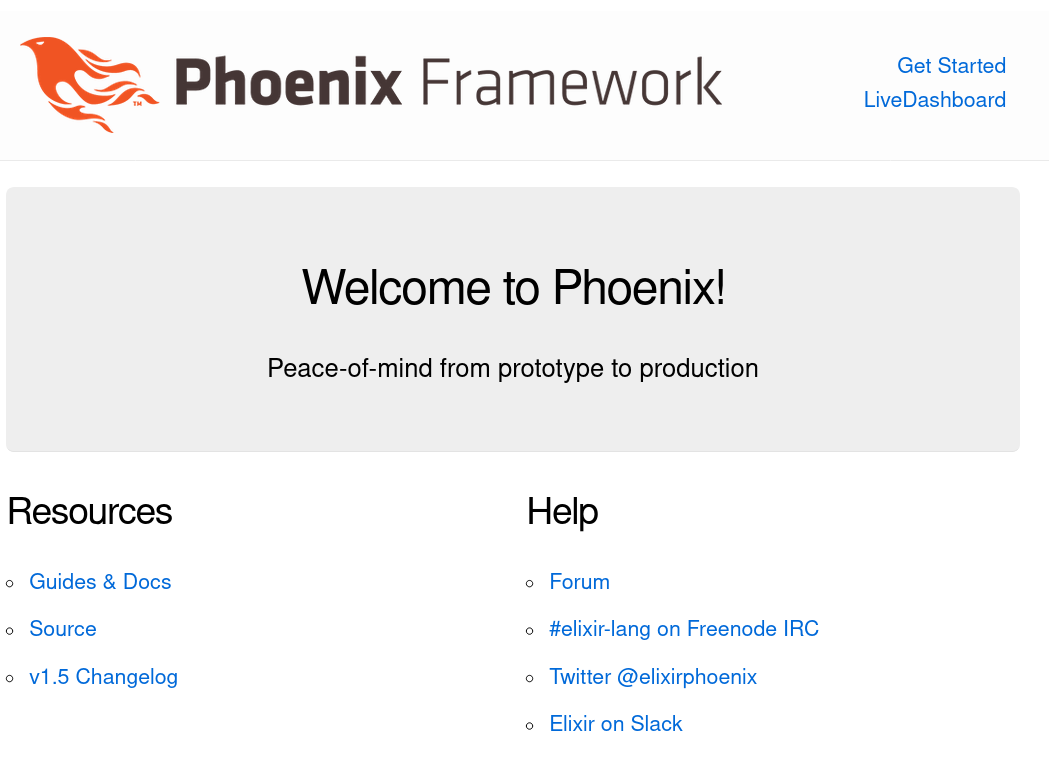 Phoenix Framework
TM
Get Started
LiveDashboard
Welcome to Phoenix!
Peace-of-mind from prototype to production
Resources
Guides & Docs
Source
v1.5 Changelog
Help
Forum
#elixir-lang on Freenode IRC
Twitter @elixirphoenix
Elixir on Slack